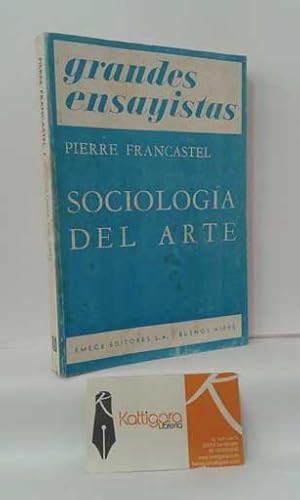 grandes
ensayistas
PIERRE FRANCASTEL
SOCIOLOGÍA
DEL ARTE
EMECÉ EDITORES S.A. BUENOS AIRES
PIERRE FRANCASTEL
Kattigara
Librería